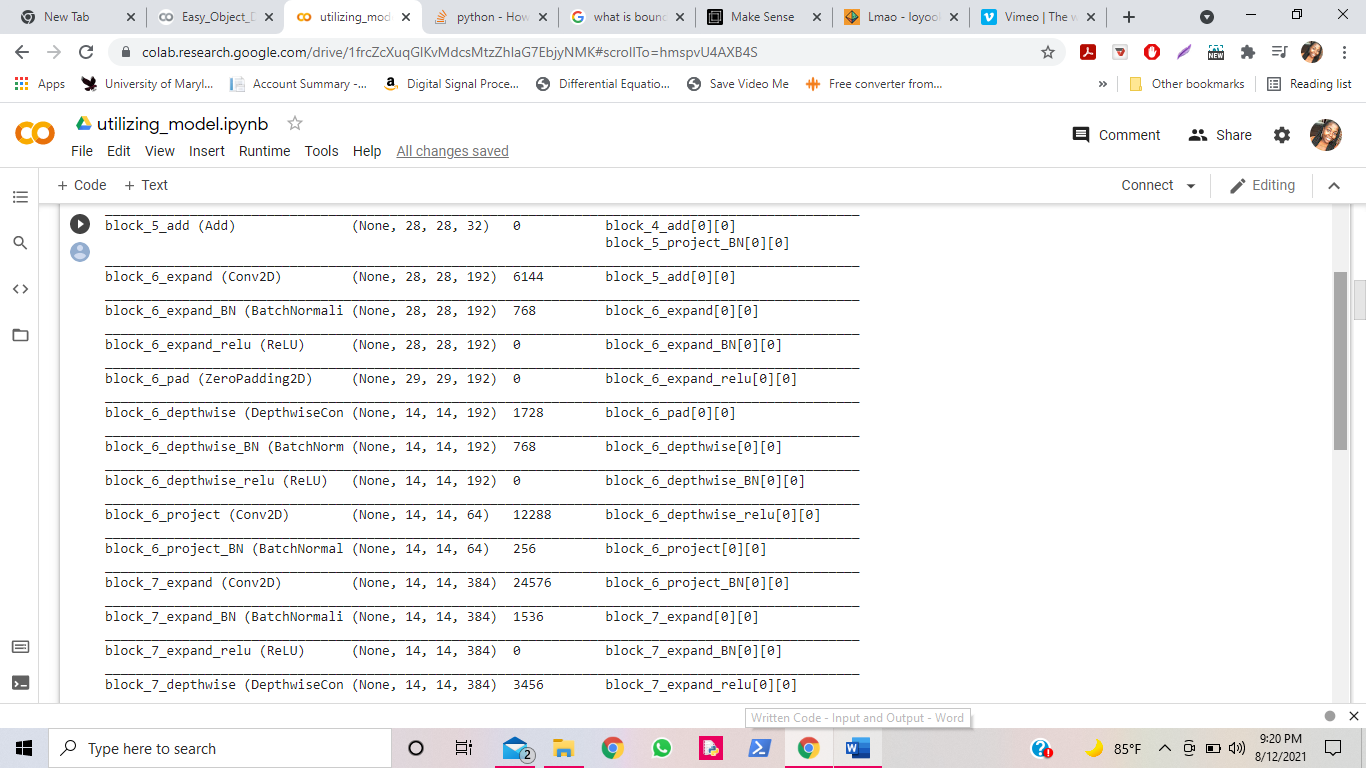 New Tab
Easy_Object_D
utilizing_mod
python - How
what is boun
Make Sense
Lmao - loyool
Vimeo | The w
colab.research.google.com/drive/1frcZcXuqGIKvMdcsMtzZhlaG7EbjyNMK#scrollTo=hmspvU4AXB4S
NEW
Apps
University of Maryl...
Account Summary -...
Digital Signal Proce...
Differential Equatio...
Save Video Me
Free converter from...
»
Other bookmarks
Reading list
utilizing_model.ipynb
Comment
Share
File Edit View Insert Runtime Tools Help All changes saved
+ Code + Text
Connect
Editing
block_5_add (Add) (None, 28, 28, 32) 0 block_4_add[0][0]
block_5_project_BN[0][0]
block_6_expand (Conv2D) (None, 28, 28, 192) 6144 block_5_add[0][0]
block_6_expand_BN (BatchNormali (None, 28, 28, 192) 768 block_6_expand[0][0]
block_6_expand_relu (ReLU) (None, 28, 28, 192) 0 block_6_expand_BN[0][0]
block_6_pad (ZeroPadding2D) (None, 29, 29, 192) 0 block_6_expand_relu[0][0]
block_6_depthwise (DepthwiseCon (None, 14, 14, 192) 1728 block_6_pad[0][0]
block_6_depthwise_BN (BatchNorm (None, 14, 14, 192) 768 block_6_depthwise[0][0]
block_6_depthwise_relu (ReLU) (None, 14, 14, 192) 0 block_6_depthwise_BN[0][0]
block_6_project (Conv2D) (None, 14, 14, 64) 12288 block_6_depthwise_relu[0][0]
block_6_project_BN (BatchNormal (None, 14, 14, 64) 256 block_6_project[0][0]
block_7_expand (Conv2D) (None, 14, 14, 384) 24576 block_6_project_BN[0][0]
block_7_expand_BN (BatchNormali (None, 14, 14, 384) 1536 block_7_expand[0][0]
block_7_expand_relu (ReLU) (None, 14, 14, 384) 0 block_7_expand_BN[0][0]
block_7_depthwise (DepthwiseCon (None, 14, 14, 384) 3456 block_7_expand_relu[0][0]
Written Code - Input and Output - Word
Type here to search
2
85°F
9:20 PM
8/12/2021